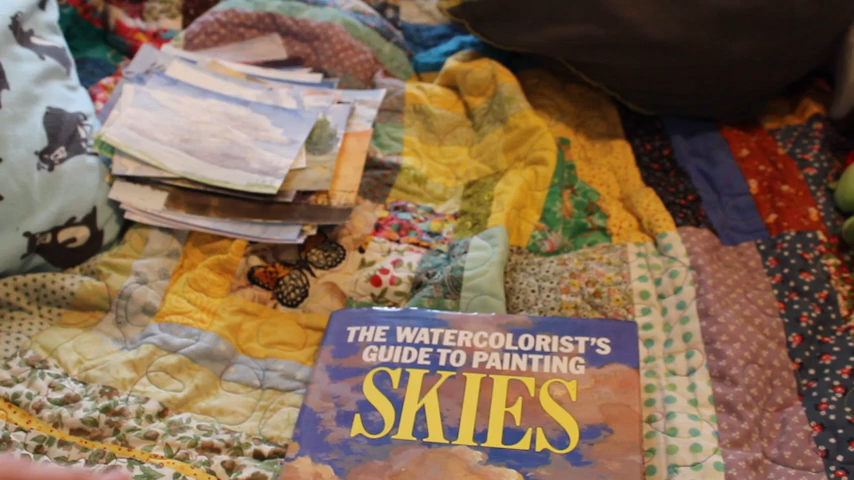 THE WATERCOLORIST'S
GUIDE TO PAINTING
SKIES